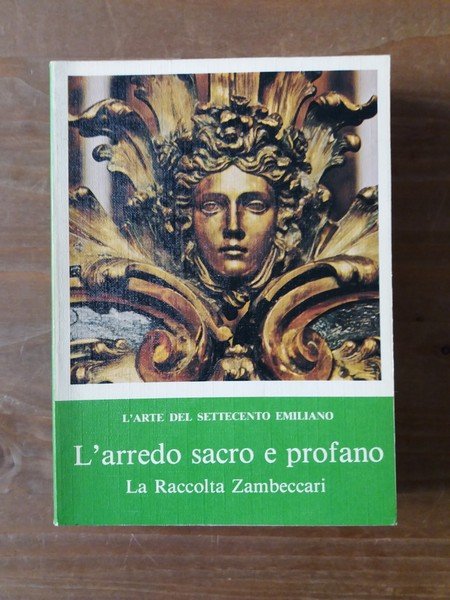 L'ARTE DEL SETTECENTO EMILIANO
L'arredo sacro e profano
La Raccolta Zambeccari